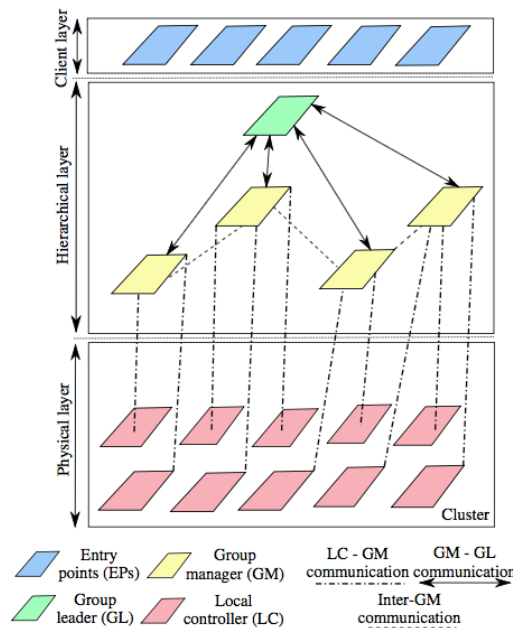 Client layer
Hierarchical layer
Physical layer
Cluster
Entry
points (EPs)
Group
manager (GM)
LC - GM
communication
GM - GL
communication
Group
leader (GL)
Local
controller (LC)
Inter-GM
communication